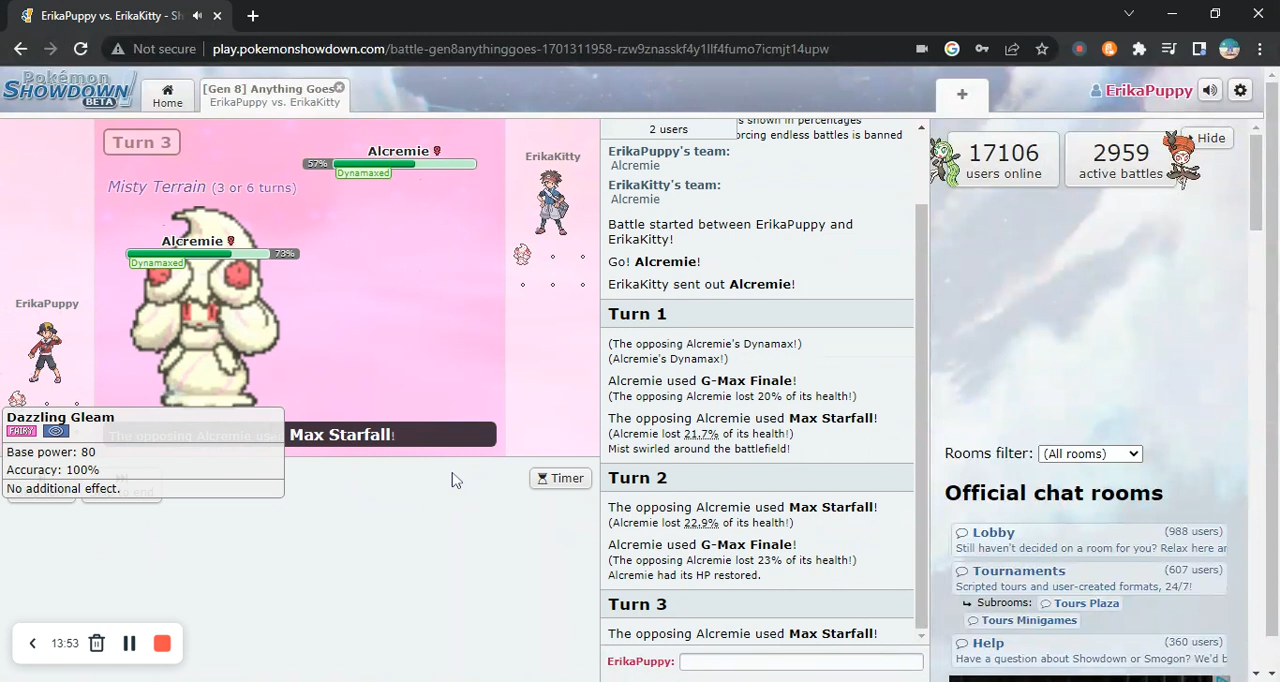 ErikaPuppy vs. ErikaKitty - Sh
Not secure
play.pokemonshowdown.com/battle-gen8anythinggoes-1701311958-rzw9znasskf4y1llf4fumo7icmjt14upw
Pokémon
SHOWDOWN
BETA
Home
[Gen 8] Anything Goes
ErikaPuppy vs. ErikaKitty
ErikaPuppy
Turn 3
Misty Terrain (3 or 6 turns)
Alcremie
57%
Dynamaxed
ErikaKitty
Alcremie
73%
Dynamaxed
ErikaPuppy
The opposing Alcremie used Max Starfall!
Dazzling Gleam
FAIRY
Base power: 80
Accuracy: 100%
No additional effect.
Timer
13:53
2 users
s shown in percentages
orcing endless battles is banned
ErikaPuppy's team:
Alcremie
ErikaKitty's team:
Alcremie
Battle started between ErikaPuppy and
ErikaKitty!
Go! Alcremie!
ErikaKitty sent out Alcremie!
Turn 1
(The opposing Alcremie's Dynamax!)
(Alcremie's Dynamax!)
Alcremie used G-Max Finale!
(The opposing Alcremie lost 20% of its health!)
The opposing Alcremie used Max Starfall!
(Alcremie lost 21.7% of its health!)
Mist swirled around the battlefield!
Turn 2
The opposing Alcremie used Max Starfall!
(Alcremie lost 22.9% of its health!)
Alcremie used G-Max Finale!
(The opposing Alcremie lost 23% of its health!)
Alcremie had its HP restored.
Turn 3
The opposing Alcremie used Max Starfall!
ErikaPuppy:
17106
users online
2959
active battles
Hide
Rooms filter: (All rooms)
Official chat rooms
Lobby (988 users)
Still haven't decided on a room for you? Relax here ar
Tournaments (607 users)
Scripted tours and user-created formats, 24/7!
Subrooms: Tours Plaza
Tours Minigames
Help (360 users)
Have a question about Showdown or Smogon? We'd b